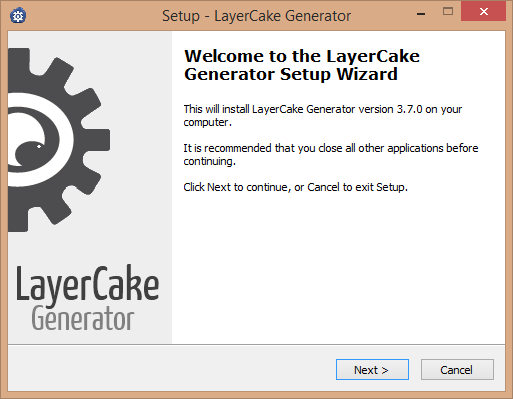 Setup - LayerCake Generator
Welcome to the LayerCake
Generator Setup Wizard
This will install LayerCake Generator version 3.7.0 on your
computer.
It is recommended that you close all other applications before
continuing.
Click Next to continue, or Cancel to exit Setup.
LayerCake
Generator
Next >
Cancel